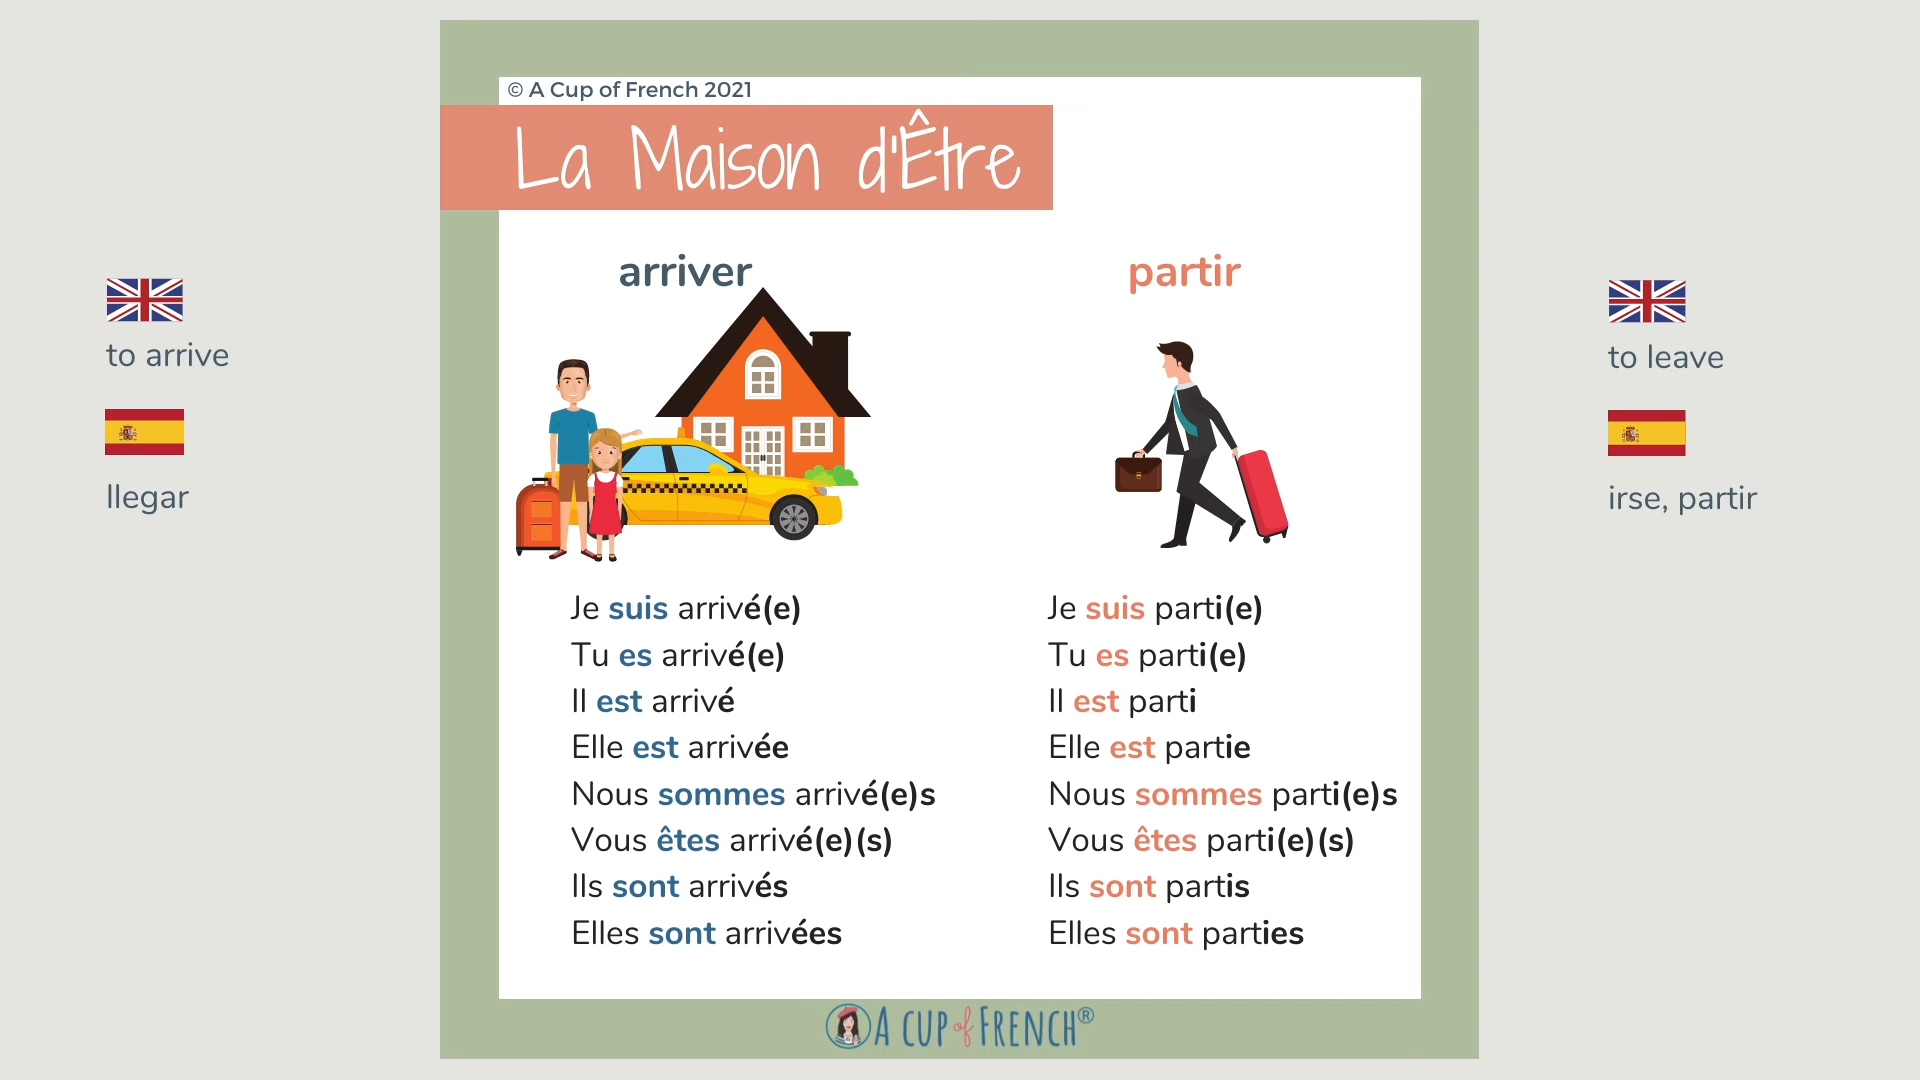 © A Cup of French 2021
La Maison d'Être
to arrive
llegar
arriver
Je suis arrivé(e)
Tu es arrivé(e)
Il est arrivé
Elle est arrivée
Nous sommes arrivé(e)s
Vous êtes arrivé(e)(s)
Ils sont arrivés
Elles sont arrivées
partir
Je suis parti(e)
Tu es parti(e)
Il est parti
Elle est partie
Nous sommes parti(e)s
Vous êtes parti(e)(s)
Ils sont partis
Elles sont parties
to leave
irse, partir
A CUP of FRENCH®